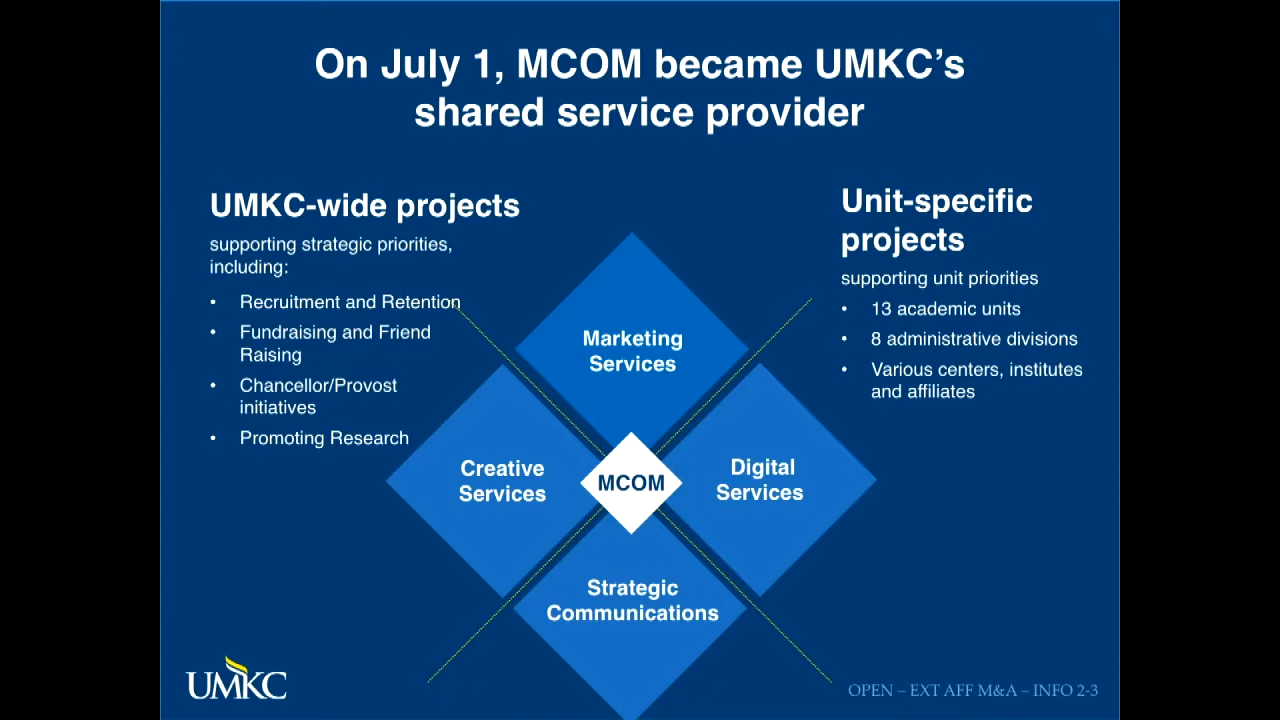 On July 1, MCOM became UMKC’s
shared service provider
UMKC-wide projects
supporting strategic priorities,
including:
• Recruitment and Retention
• Fundraising and Friend
Raising
• Chancellor/Provost
initiatives
• Promoting Research
Unit-specific
projects
supporting unit priorities
• 13 academic units
• 8 administrative divisions
• Various centers, institutes
and affiliates
Marketing
Services
Creative
Services
MCOM
Digital
Services
Strategic
Communications
UMKC
OPEN – EXT AFF M&A – INFO 2-3